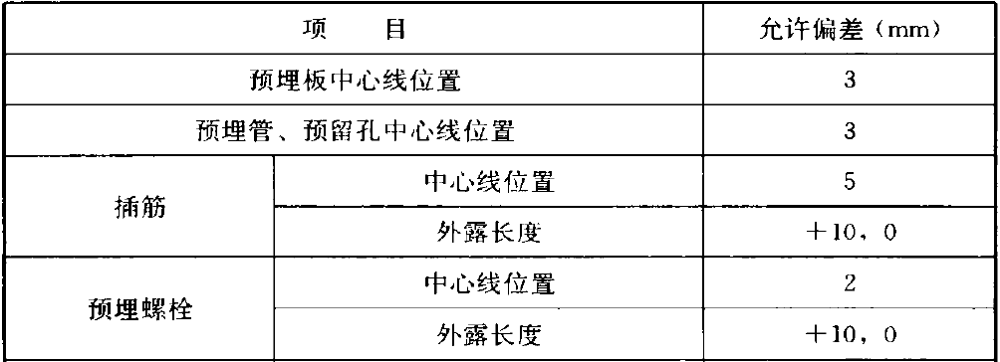 项 目 允许偏差（mm）
预埋板中心线位置 3
预埋管、预留孔中心线位置 3
插筋 中心线位置 5
外露长度 +10，0
预埋螺栓 中心线位置 2
外露长度 +10，0